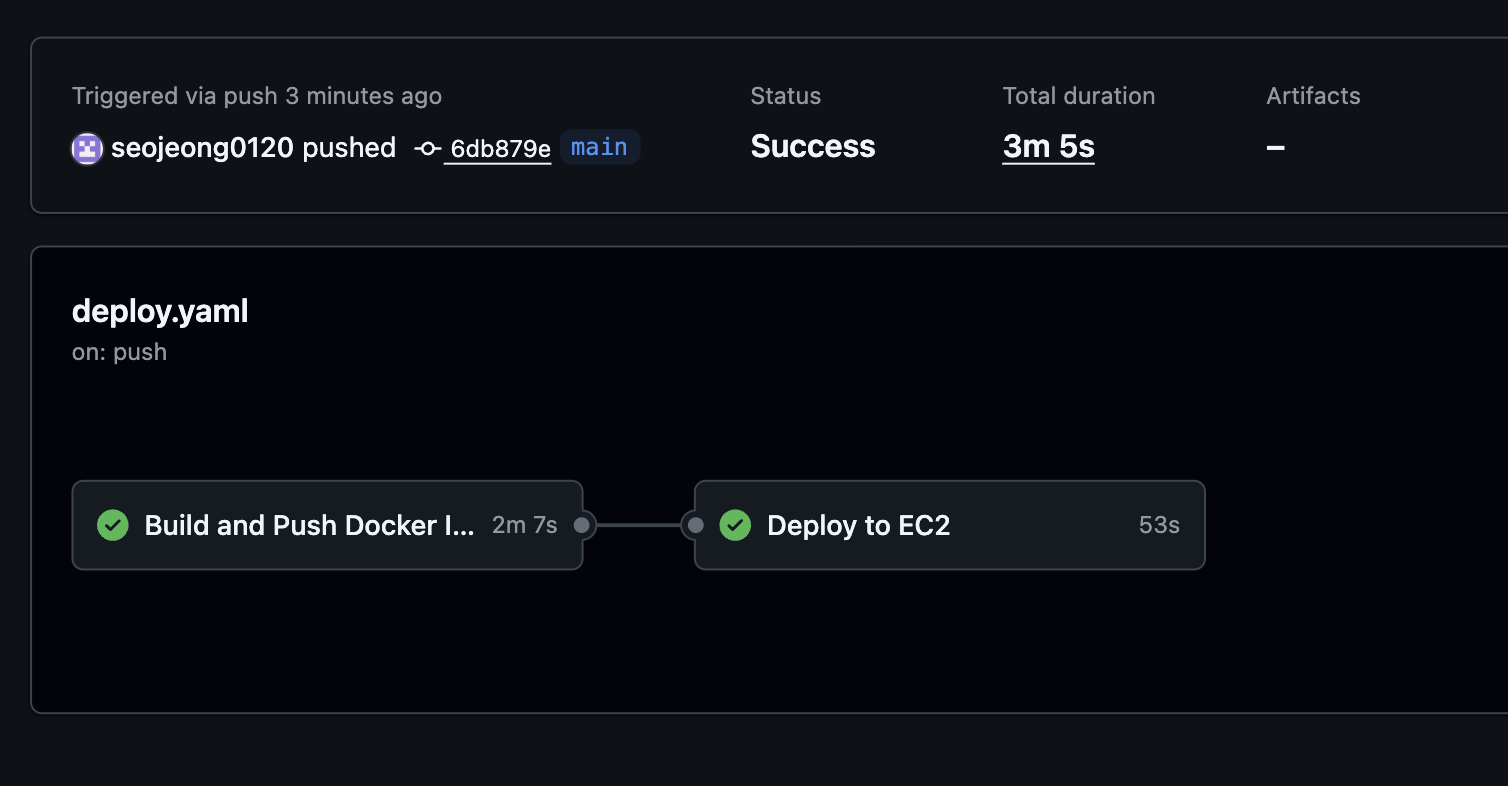 Triggered via push 3 minutes ago
seojeong0120 pushed 6db879e main
Status
Success
Total duration
3m 5s
Artifacts
–
deploy.yaml
on: push
Build and Push Docker I... 2m 7s
Deploy to EC2 53s